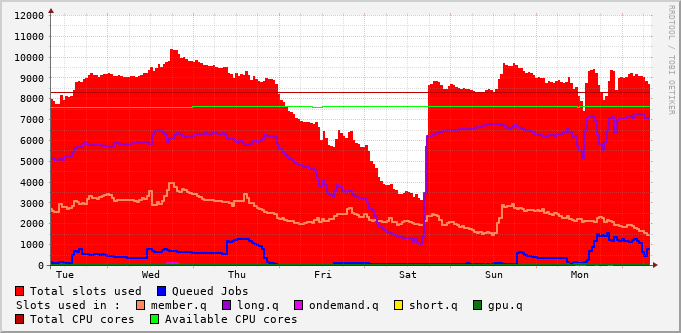 12000
11000
10000
9000
8000
7000
6000
5000
4000
3000
2000
1000
0
Tue Wed Thu Fri Sat Sun Mon
RRDTOOL / TOBI OETIKER
Total slots used Queued Jobs
Slots used in : member.q long.q ondemand.q short.q gpu.q
Total CPU cores Available CPU cores